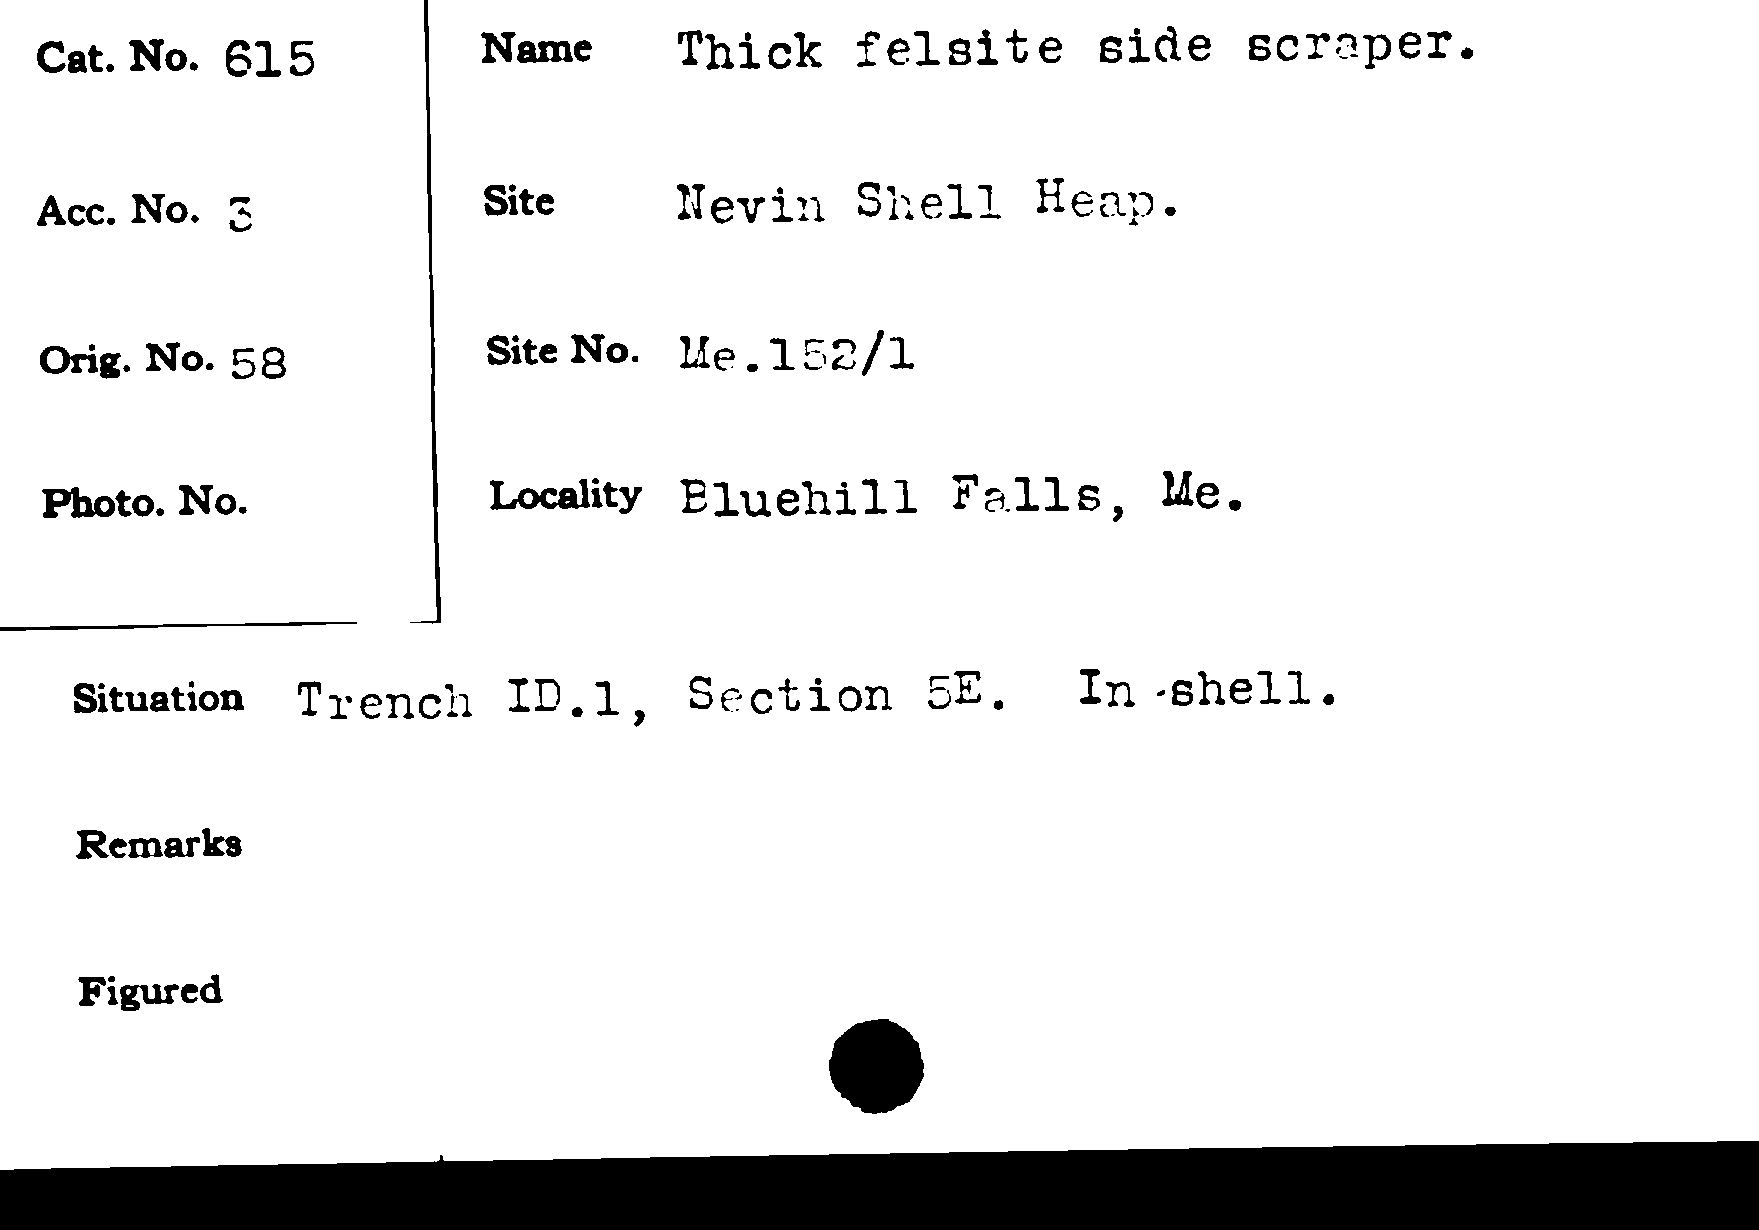 Cat. No. 615
Name Thick felsite side scraper.
Acc. No. 3
Site Nevin Shell Heap.
Orig. No. 58
Site No. Me.152/1
Photo. No.
Locality Bluehill Falls, Me.
Situation Trench ID.1, Section 5E. In shell.
Remarks
Figured